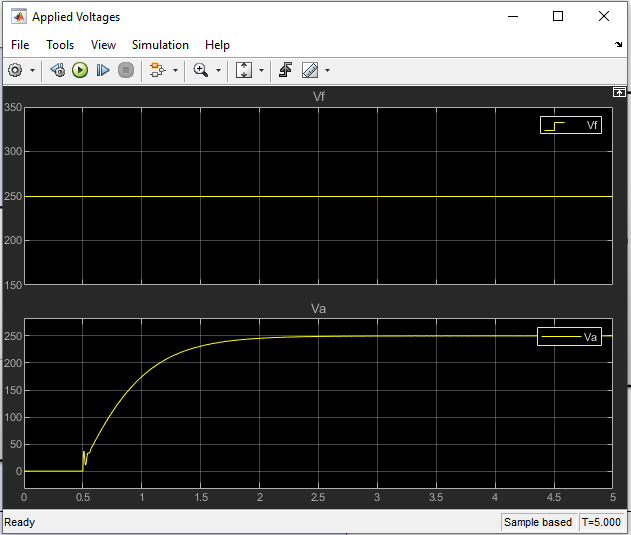 Applied Voltages
File Tools View Simulation Help
Vf
350
300
250
200
150
Vf
Va
250
200
150
100
50
0
Va
0 0.5 1 1.5 2 2.5 3 3.5 4 4.5 5
Ready Sample based T=5.000